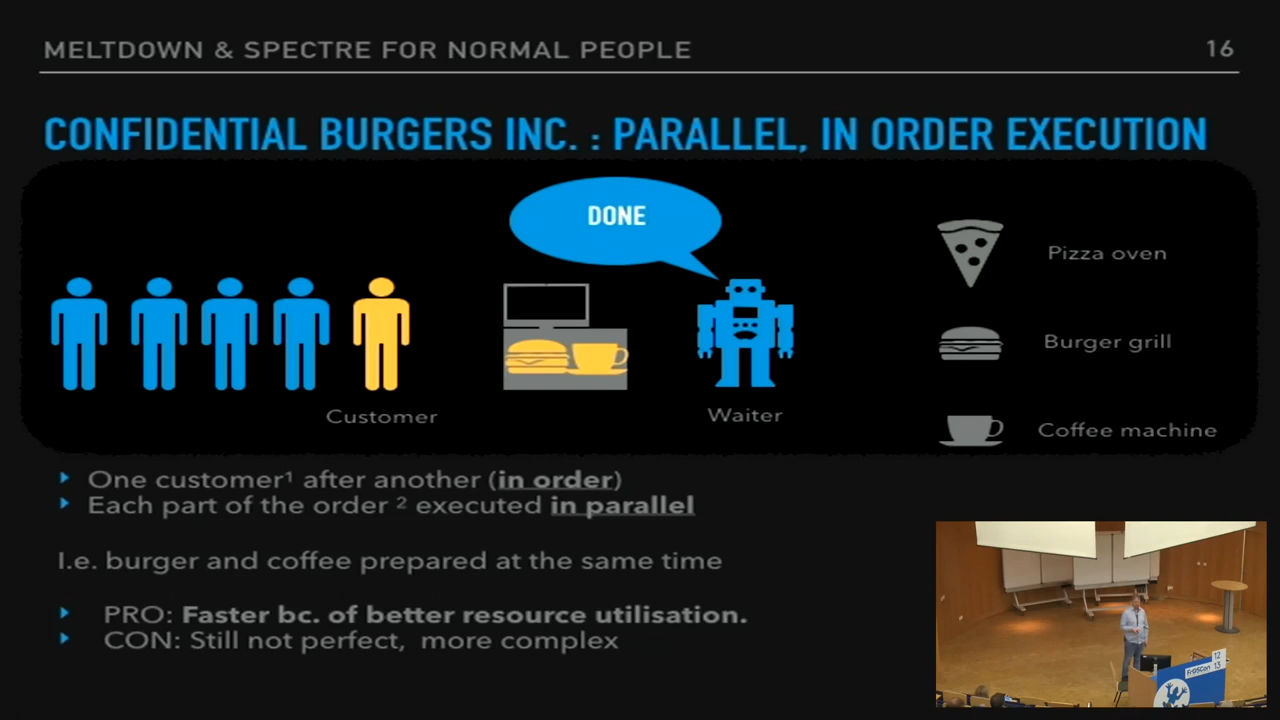 MELTDOWN & SPECTRE FOR NORMAL PEOPLE
16
CONFIDENTIAL BURGERS INC. : PARALLEL, IN ORDER EXECUTION
DONE
Pizza oven
Burger grill
Customer
Waiter
Coffee machine
One customer¹ after another (in order)
Each part of the order ² executed in parallel
I.e. burger and coffee prepared at the same time
PRO: Faster bc. of better resource utilisation.
CON: Still not perfect, more complex
FrOSCon
12
13